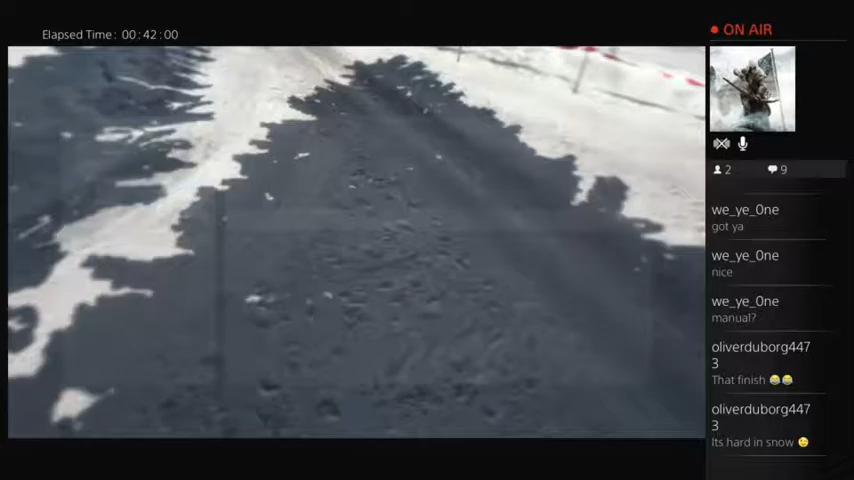 Elapsed Time: 00:42:00
ON AIR
2
9
we_ye_0ne
got ya
we_ye_0ne
nice
we_ye_0ne
manual?
oliverduborg447
3
That finish 😂😂
oliverduborg447
3
Its hard in snow 😉